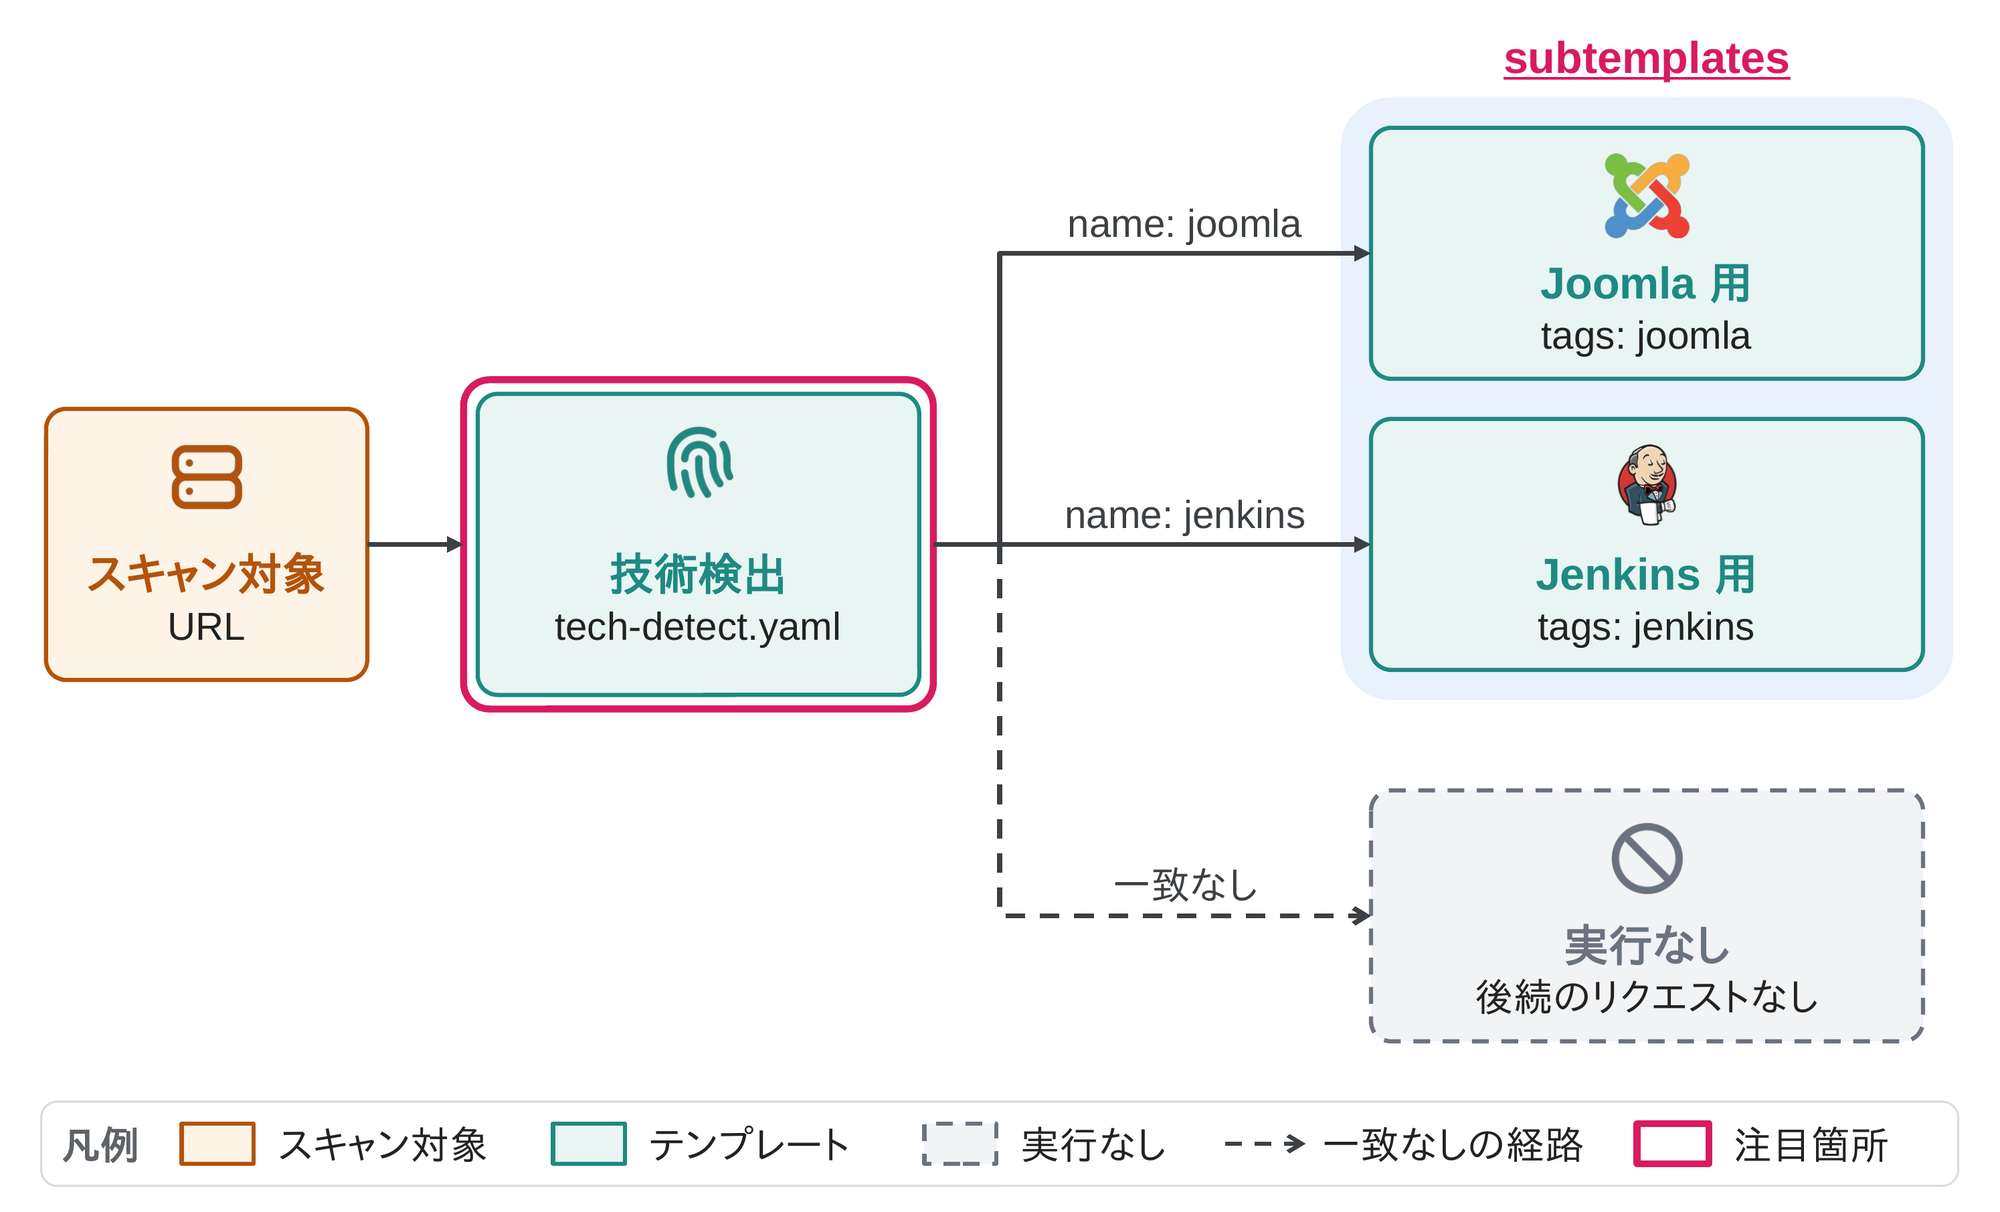 subtemplates
name: joomla
Joomla 用
tags: joomla
スキャン対象
URL
技術検出
tech-detect.yaml
name: jenkins
Jenkins 用
tags: jenkins
一致なし
実行なし
後続のリクエストなし
凡例
スキャン対象
テンプレート
実行なし
一致なしの経路
注目箇所